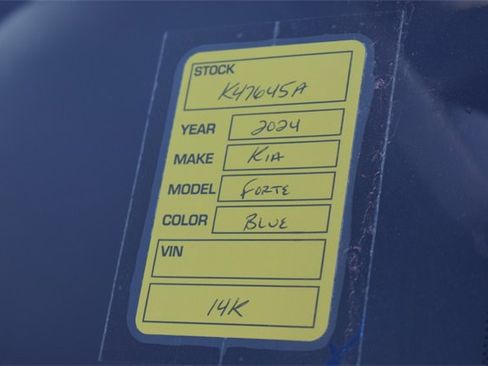 STOCK
K47645A
YEAR 2024
MAKE KIA
MODEL FORTE
COLOR BLUE
VIN
14K